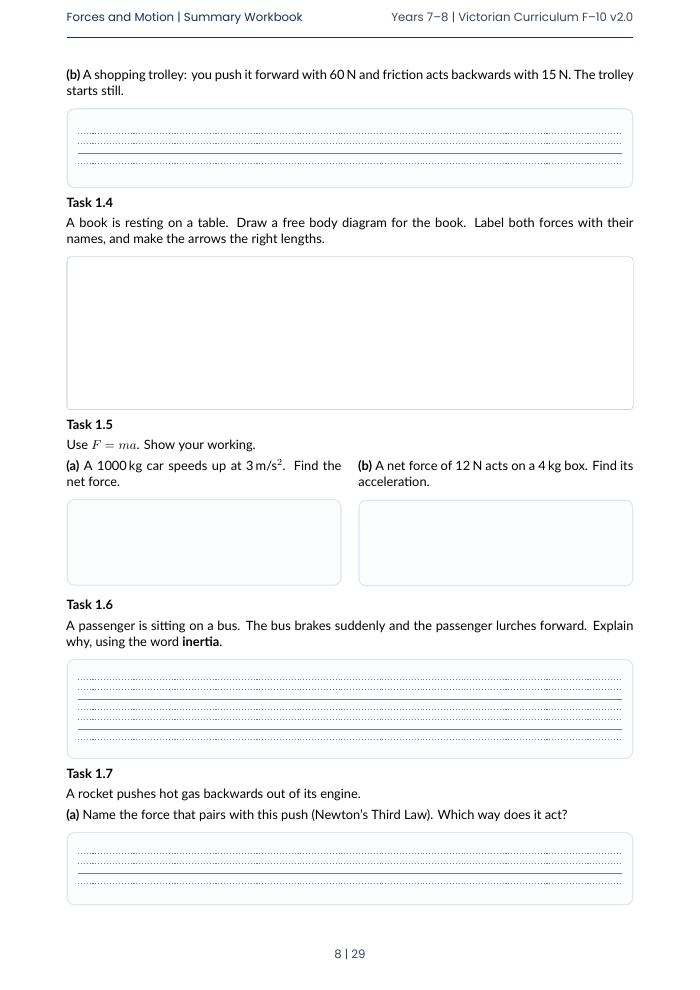 Forces and Motion | Summary Workbook Years 7–8 | Victorian Curriculum F–10 v2.0
(b) A shopping trolley: you push it forward with 60 N and friction acts backwards with 15 N. The trolley
starts still.
Task 1.4
A book is resting on a table. Draw a free body diagram for the book. Label both forces with their
names, and make the arrows the right lengths.
Task 1.5
Use F = ma. Show your working.
(a) A 1000 kg car speeds up at 3 m/s². Find the
net force.
(b) A net force of 12 N acts on a 4 kg box. Find its
acceleration.
Task 1.6
A passenger is sitting on a bus. The bus brakes suddenly and the passenger lurches forward. Explain
why, using the word inertia.
Task 1.7
A rocket pushes hot gas backwards out of its engine.
(a) Name the force that pairs with this push (Newton's Third Law). Which way does it act?
8 | 29